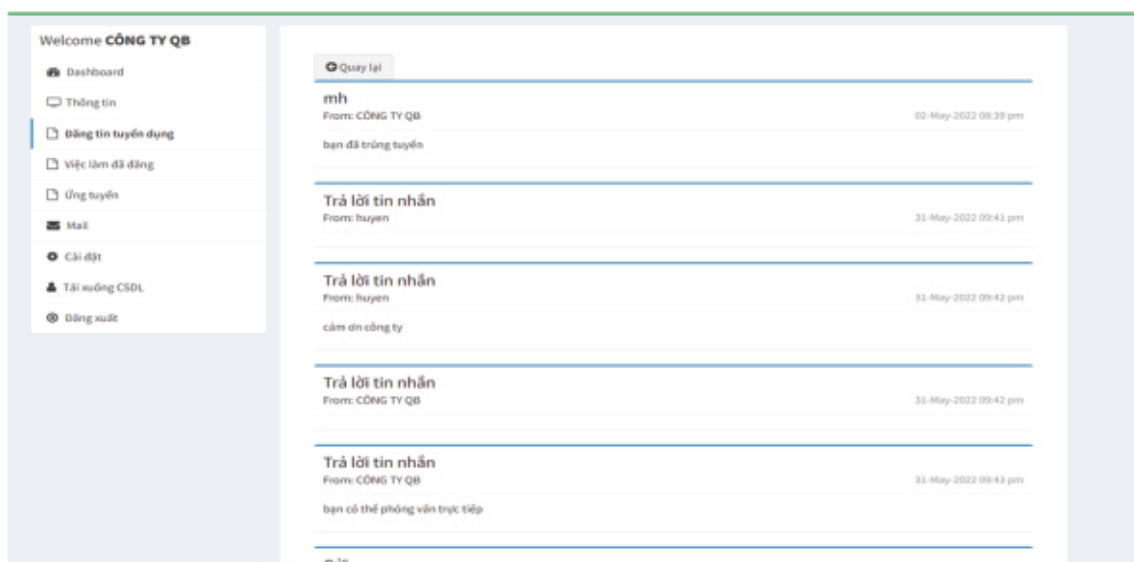 Welcome CÔNG TY QB
Dashboard
Thông tin
Đăng tin tuyển dụng
Việc làm đã đăng
Ứng tuyển
Mail
Cài đặt
Tải xuống CSDL
Đăng xuất
Quay lại
mh
From: CÔNG TY QB
02-May-2022 08:39 pm
bạn đã trúng tuyển
Trả lời tin nhắn
From: huyen
31-May-2022 09:41 pm
Trả lời tin nhắn
From: huyen
31-May-2022 09:42 pm
cảm ơn công ty
Trả lời tin nhắn
From: CÔNG TY QB
31-May-2022 09:42 pm
Trả lời tin nhắn
From: CÔNG TY QB
31-May-2022 09:43 pm
bạn có thể phỏng vấn trực tiếp